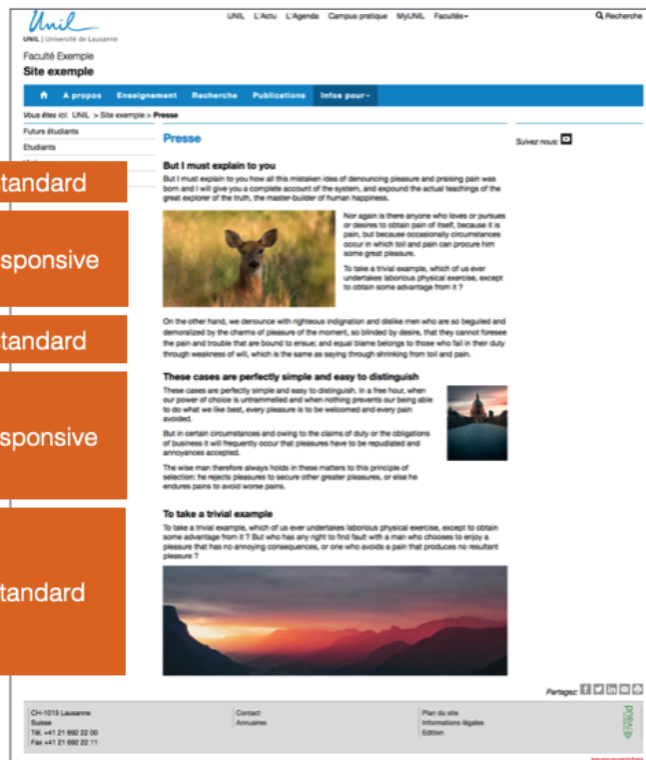 Unil
UNIL | Université de Lausanne
UNIL L'Actu L'Agenda Campus pratique MyUNIL Facultés
Recherche
Faculté Exemple
Site exemple
A propos Enseignement Recherche Publications Infos pour
Vous êtes ici: UNIL > Site exemple > Presse
Futurs étudiants
Etudiants
Presse
Suivez nous:
But I must explain to you
But I must explain to you how all this mistaken idea of denouncing pleasure and praising pain was
born and I will give you a complete account of the system, and expound the actual teachings of the
great explorer of the truth, the master-builder of human happiness.
tandard
sponsive
Nor again is there anyone who loves or pursues
or desires to obtain pain of itself, because it is
pain, but because occasionally circumstances
occur in which toil and pain can procure him
some great pleasure.
To take a trivial example, which of us ever
undertakes laborious physical exercise, except
to obtain some advantage from it ?
tandard
On the other hand, we denounce with righteous indignation and dislike men who are so beguiled and
demoralized by the charms of pleasure of the moment, so blinded by desire, that they cannot foresee
the pain and trouble that are bound to ensue; and equal blame belongs to those who fail in their duty
through weakness of will, which is the same as saying through shrinking from toil and pain.
sponsive
These cases are perfectly simple and easy to distinguish
These cases are perfectly simple and easy to distinguish. In a free hour, when
our power of choice is untrammelled and when nothing prevents our being able
to do what we like best, every pleasure is to be welcomed and every pain
avoided.
But in certain circumstances and owing to the claims of duty or the obligations
of business it will frequently occur that pleasures have to be repudiated and
annoyances accepted.
The wise man therefore always holds in these matters to this principle of
selection: he rejects pleasures to secure other greater pleasures, or else he
endures pains to avoid worse pains.
tandard
To take a trivial example
To take a trivial example, which of us ever undertakes laborious physical exercise, except to obtain
some advantage from it ? But who has any right to find fault with a man who chooses to enjoy a
pleasure that has no annoying consequences, or one who avoids a pain that produces no resultant
pleasure ?
Partagez:
CH-1015 Lausanne
Suisse
Tél. +41 21 692 22 00
Fax +41 21 692 22 11
Contact
Annuaires
Plan du site
Informations légales
Edition
vaud